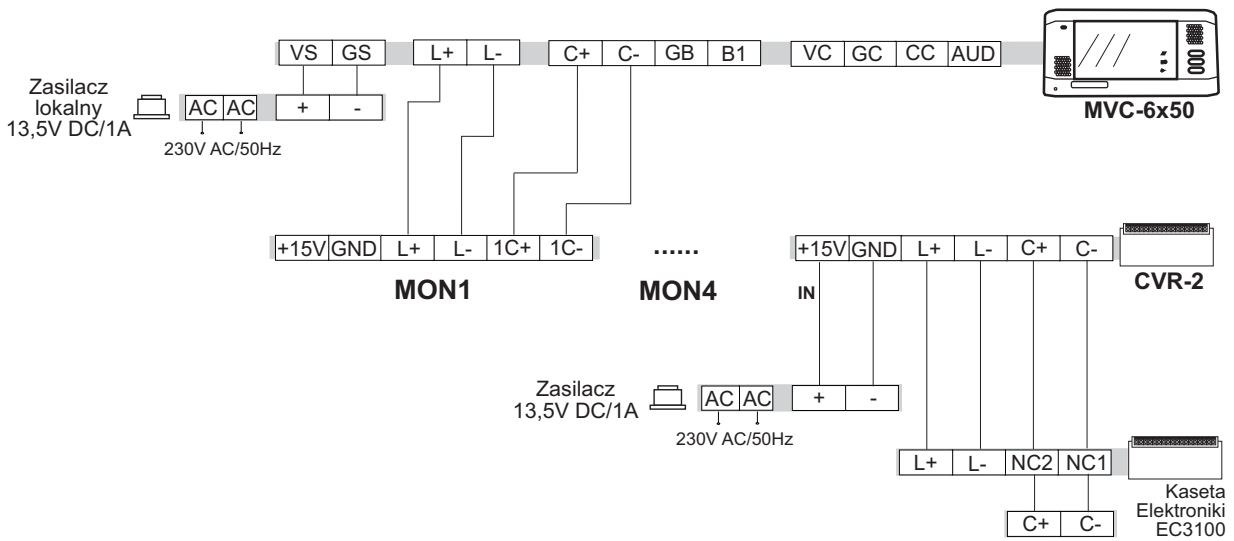 VS GS L+ L- C+ C- GB B1 VC GC CC AUD
MVC-6x50
Zasilacz
lokalny
13,5V DC/1A
AC AC + -
230V AC/50Hz
+15V GND L+ L- 1C+ 1C- ...... +15V GND L+ L- C+ C-
MON1
MON4
IN
CVR-2
Zasilacz
13,5V DC/1A
AC AC + -
230V AC/50Hz
L+ L- NC2 NC1
Kaseta
Elektroniki
EC3100
C+ C-